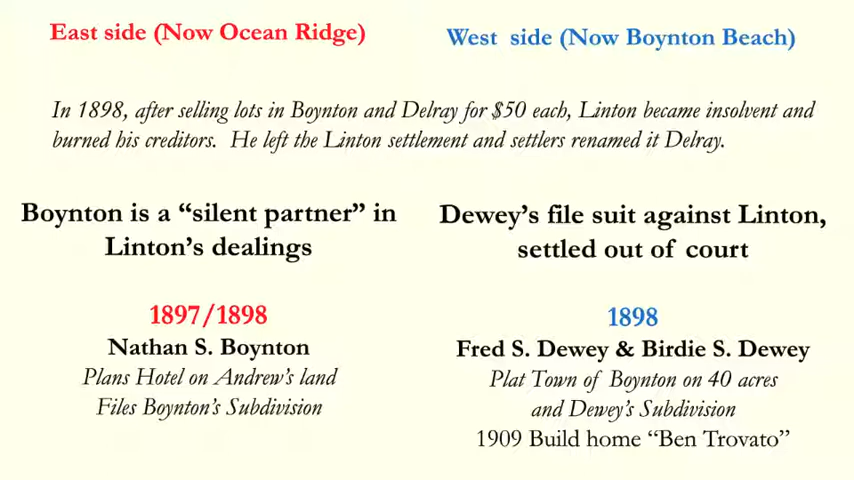 East side (Now Ocean Ridge)
West side (Now Boynton Beach)
In 1898, after selling lots in Boynton and Delray for $50 each, Linton became insolvent and
burned his creditors. He left the Linton settlement and settlers renamed it Delray.
Boynton is a “silent partner” in
Linton’s dealings
Dewey’s file suit against Linton,
settled out of court
1897/1898
Nathan S. Boynton
Plans Hotel on Andrew’s land
Files Boynton’s Subdivision
1898
Fred S. Dewey & Birdie S. Dewey
Plat Town of Boynton on 40 acres
and Dewey’s Subdivision
1909 Build home “Ben Trovato”